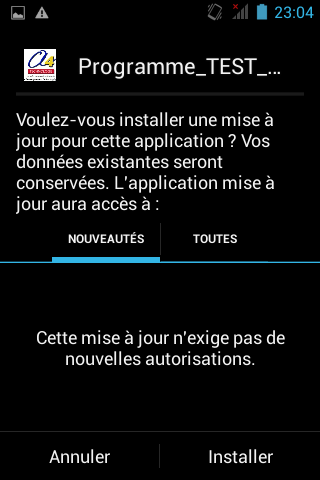 23:04
Programme_TEST_...
Voulez-vous installer une mise à
jour pour cette application ? Vos
données existantes seront
conservées. L'application mise à
jour aura accès à :
NOUVEAUTÉS
TOUTES
Cette mise à jour n'exige pas de
nouvelles autorisations.
Annuler
Installer